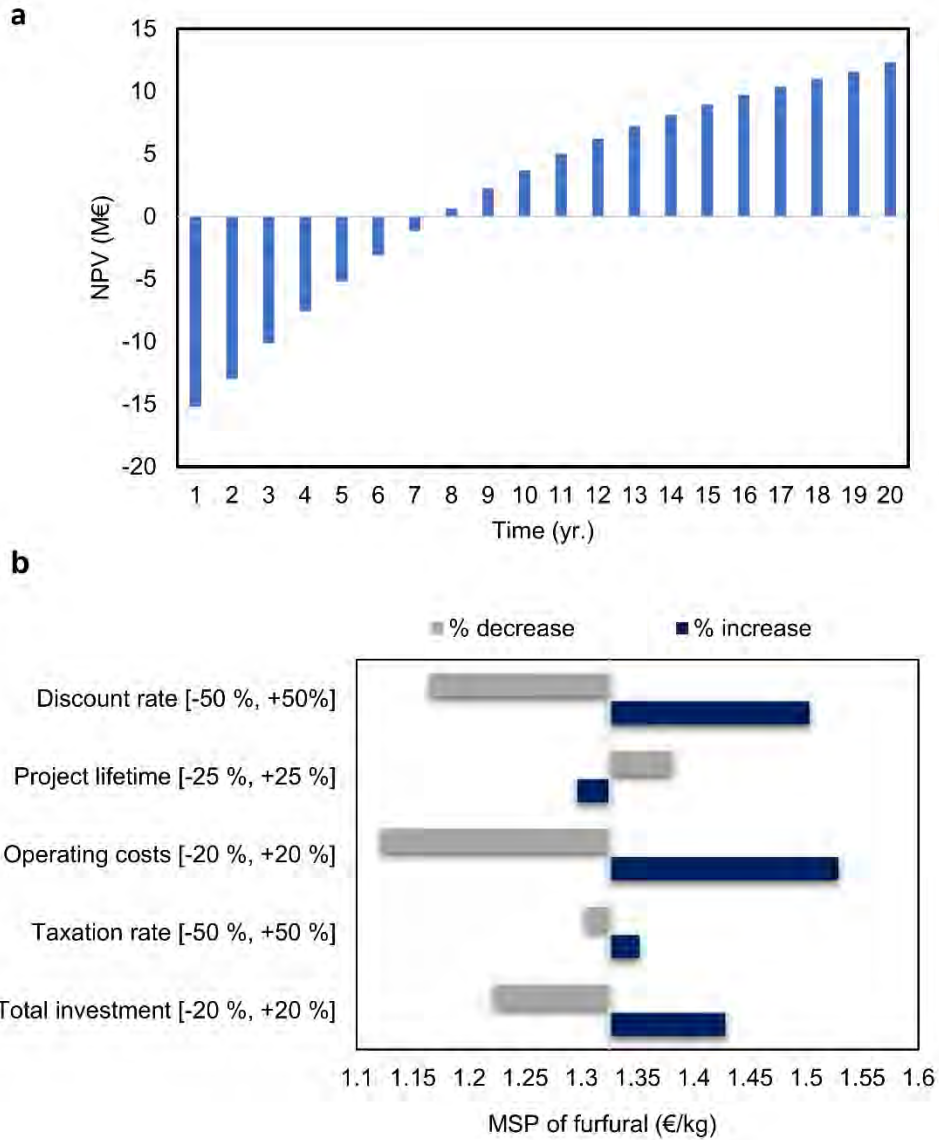 a
15
10
5
0
-5
-10
-15
-20
NPV (M€)
1 2 3 4 5 6 7 8 9 10 11 12 13 14 15 16 17 18 19 20
Time (yr.)
b
% decrease % increase
Discount rate [-50 %, +50%]
Project lifetime [-25 %, +25 %]
Operating costs [-20 %, +20 %]
Taxation rate [-50 %, +50 %]
Total investment [-20 %, +20 %]
1.1 1.15 1.2 1.25 1.3 1.35 1.4 1.45 1.5 1.55 1.6
MSP of furfural (€/kg)